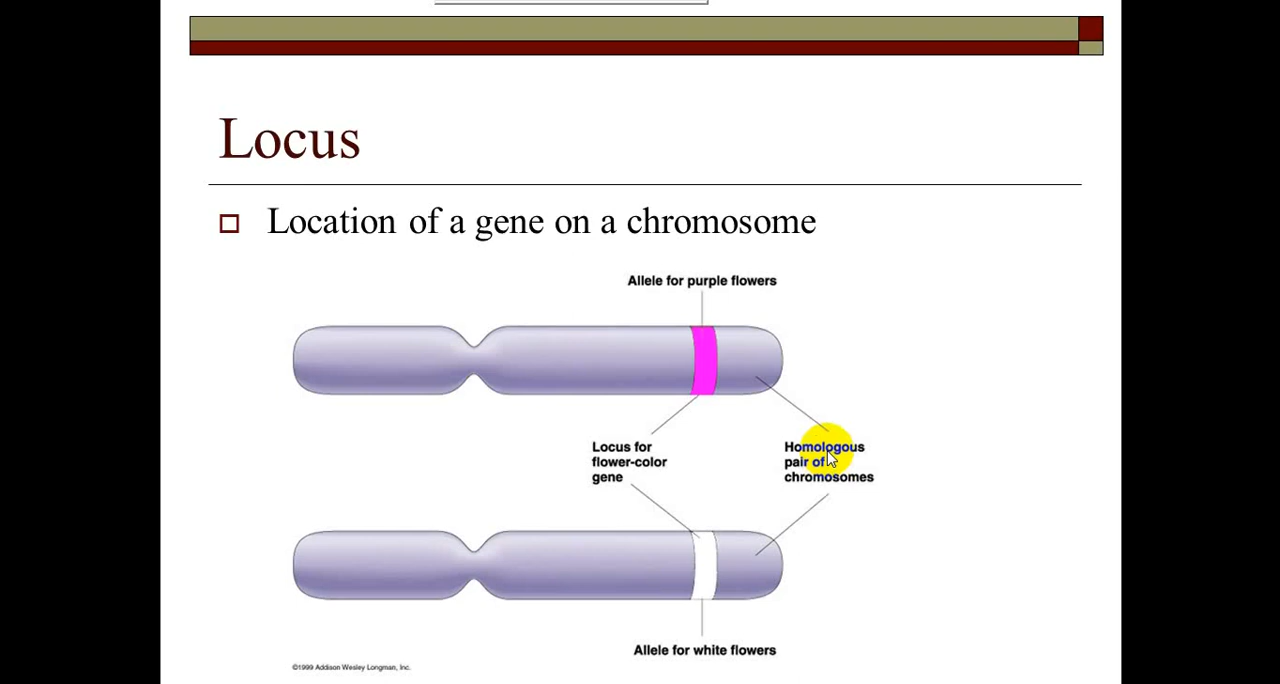 Locus
Location of a gene on a chromosome
Allele for purple flowers
Locus for
flower-color
gene
Homologous
pair of
chromosomes
Allele for white flowers
©1999 Addison Wesley Longman, Inc.